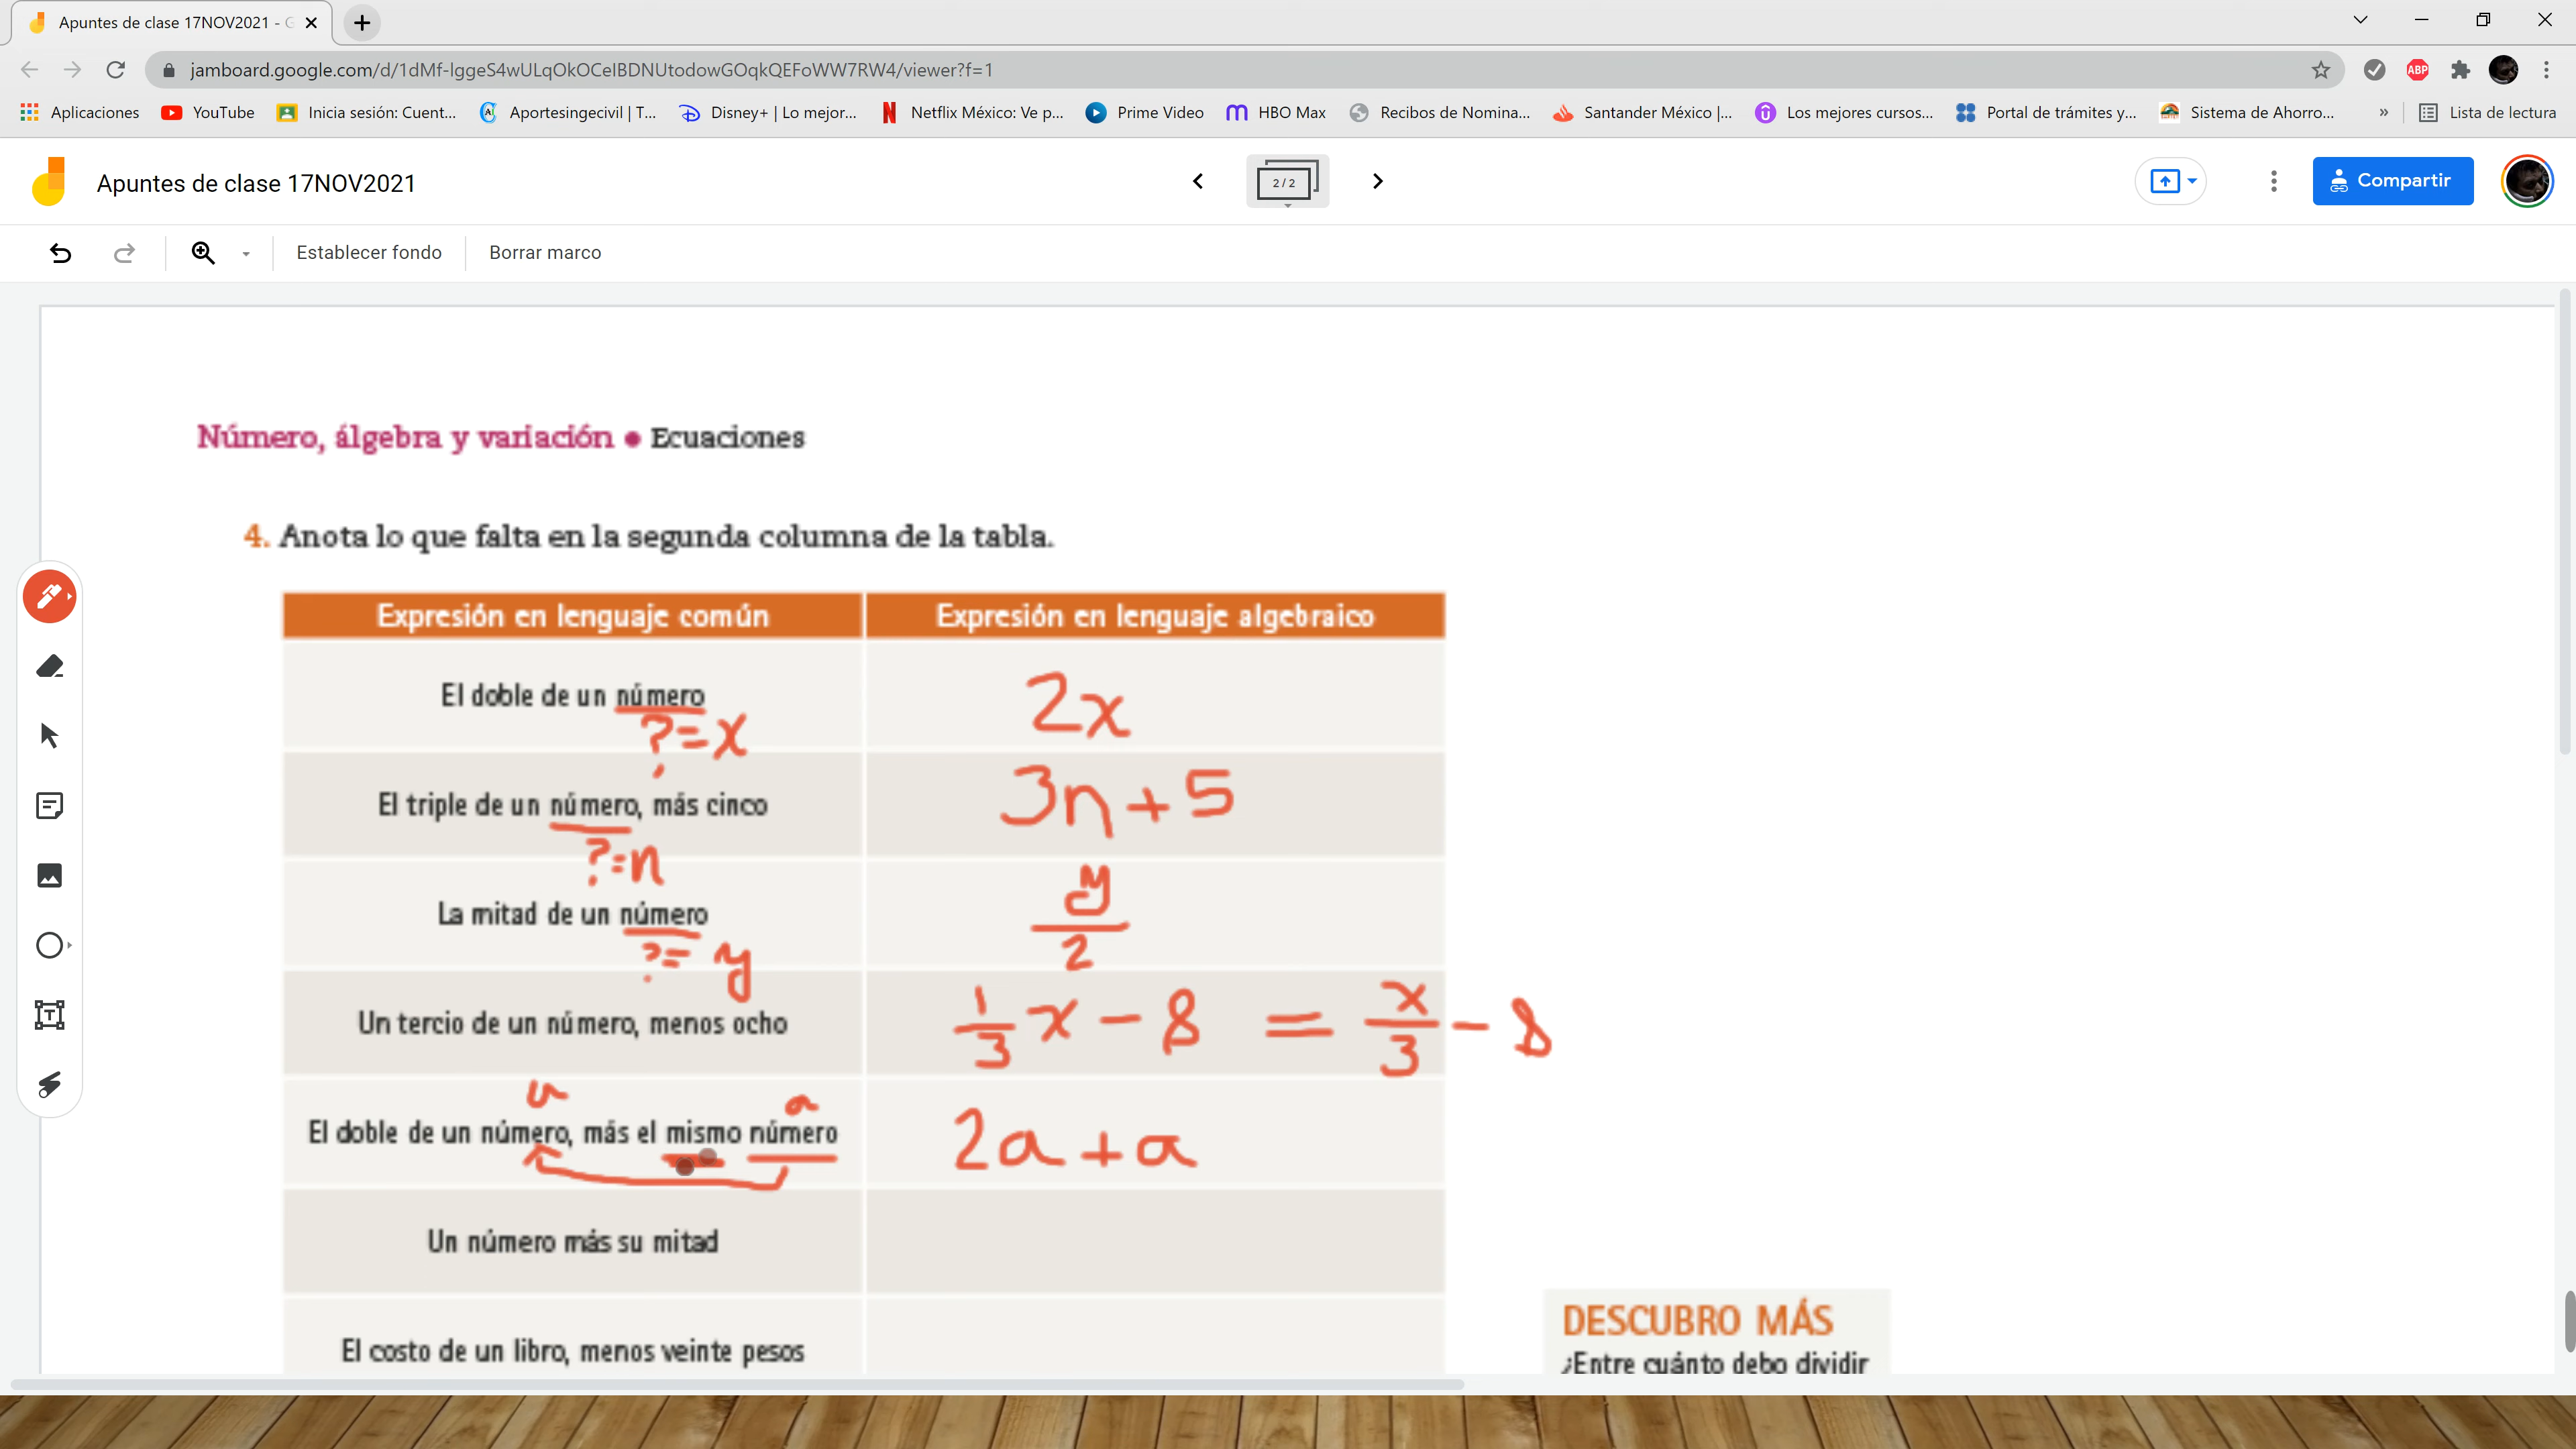 Apuntes de clase 17NOV2021 - G
jamboard.google.com/d/1dMf-lggeS4wULqOkOCeIBDNUtodowGOqkQEFoWW7RW4/viewer?f=1
ABP
Aplicaciones YouTube Inicia sesión: Cuent... Aportesingecivil | T... Disney+ | Lo mejor... Netflix México: Ve p... Prime Video HBO Max Recibos de Nomina... Santander México |... Los mejores cursos... Portal de trámites y... Sistema de Ahorro... » Lista de lectura
Apuntes de clase 17NOV2021 2 / 2 Compartir
Establecer fondo Borrar marco
Número, álgebra y variación • Ecuaciones
4. Anota lo que falta en la segunda columna de la tabla.
Expresión en lenguaje común Expresión en lenguaje algebraico
El doble de un número 2x
?=x
El triple de un número, más cinco 3n+5
?=n
La mitad de un número y/2
?=y
Un tercio de un número, menos ocho 1/3 x - 8 = x/3 - 8
a a
El doble de un número, más el mismo número 2a+a
Un número más su mitad
El costo de un libro, menos veinte pesos
DESCUBRO MÁS
¿Entre cuánto debo dividir